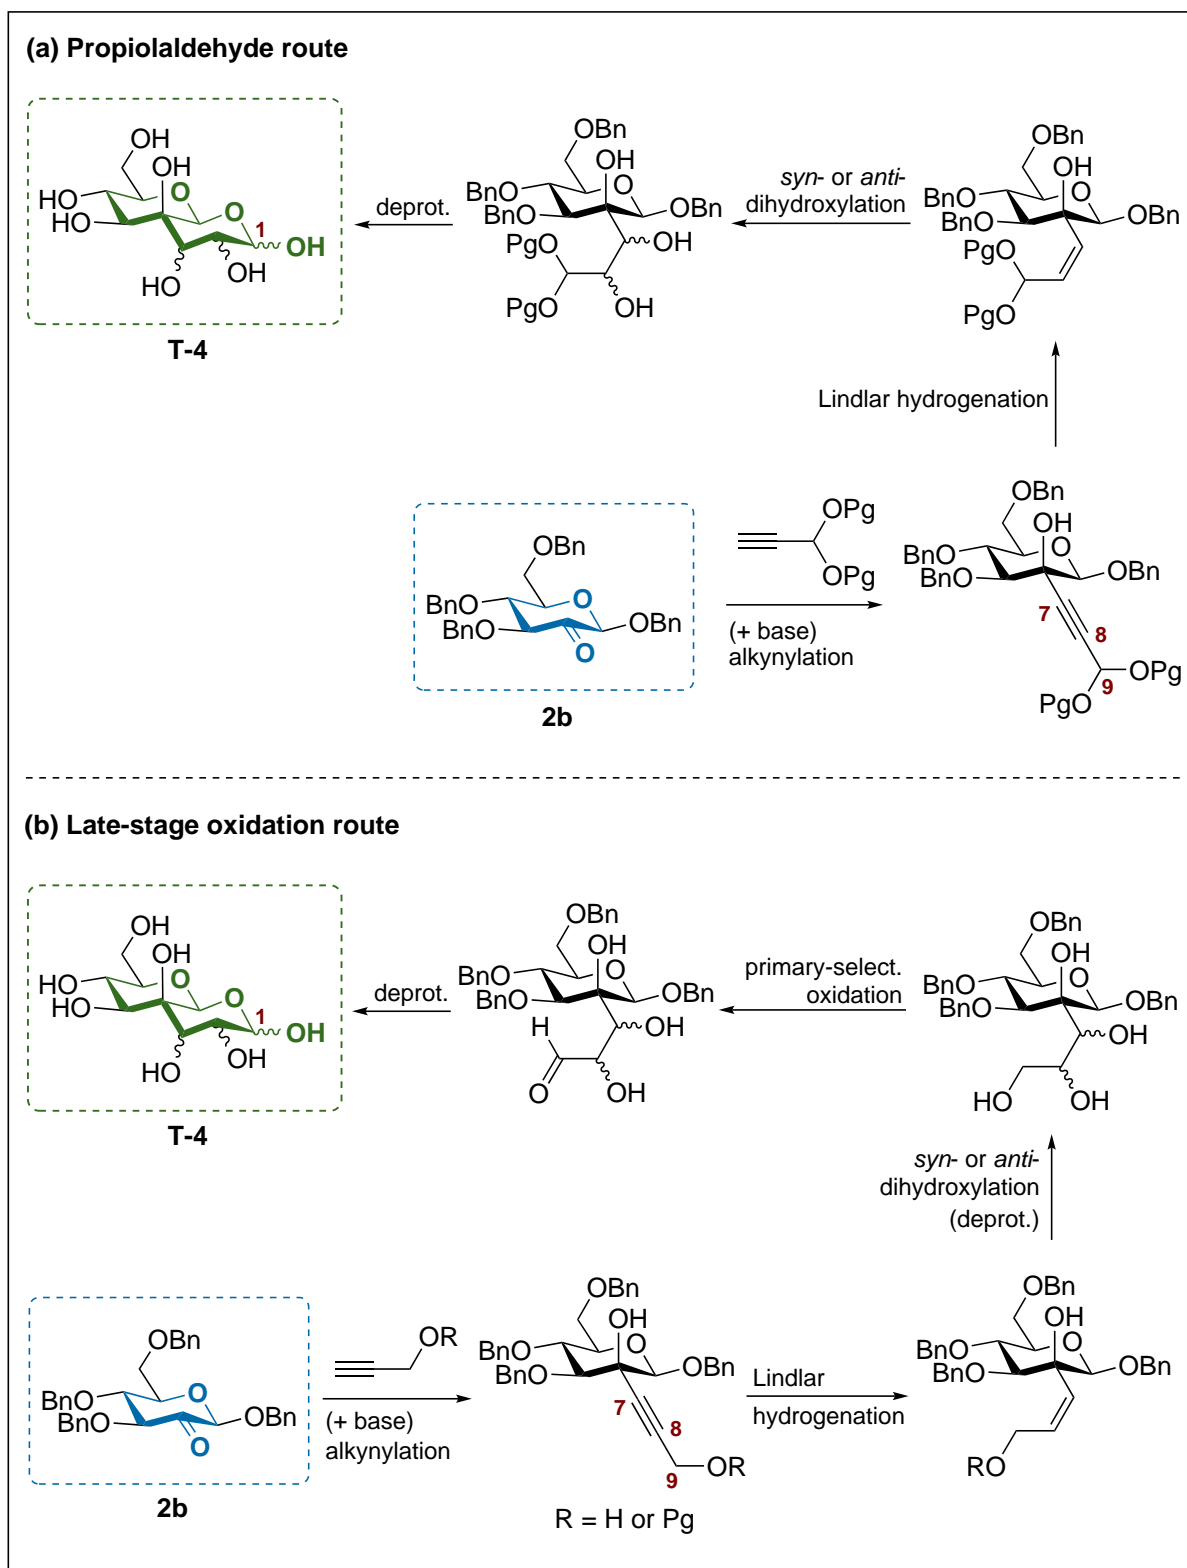 (a) Propiolaldehyde route
OH
OH
HO
HO
O
O
1
OH
OH
HO
T-4
deprot.
OBn
OH
BnO
BnO
O
OBn
PgO
OH
PgO
OH
syn- or anti-
dihydroxylation
OBn
OH
BnO
BnO
O
OBn
PgO
PgO
Lindlar hydrogenation
OBn
BnO
BnO
O
OBn
O
2b
OPg
OPg
(+ base)
alkynylation
OBn
OH
BnO
BnO
O
OBn
7
8
9
OPg
PgO
(b) Late-stage oxidation route
OH
OH
HO
HO
O
O
1
OH
OH
HO
T-4
deprot.
OBn
OH
BnO
BnO
O
OBn
H
OH
O
OH
primary-select.
oxidation
OBn
OH
BnO
BnO
O
OBn
OH
HO
OH
syn- or anti-
dihydroxylation
(deprot.)
OBn
BnO
BnO
O
OBn
O
2b
OR
(+ base)
alkynylation
OBn
OH
BnO
BnO
O
OBn
7
8
9
OR
R = H or Pg
Lindlar
hydrogenation
OBn
OH
BnO
BnO
O
OBn
RO